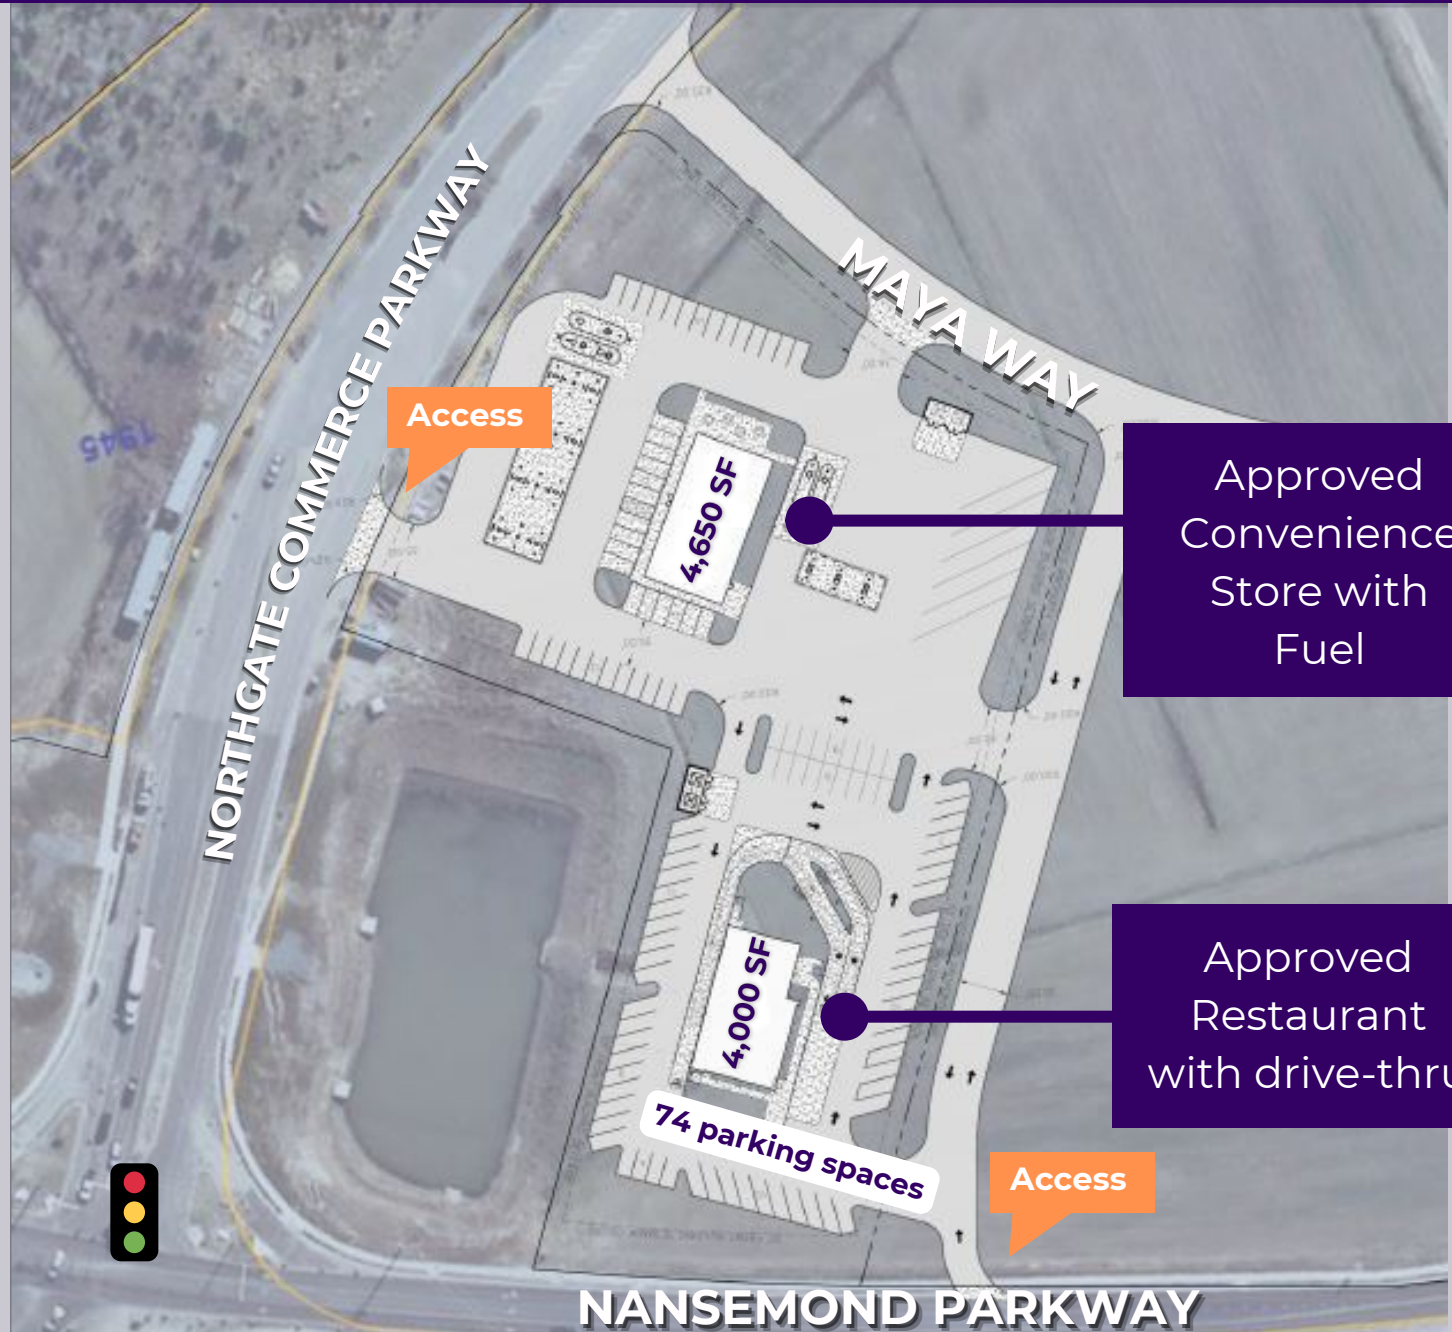 NORTHGATE COMMERCE PARKWAY
MAYA WAY
Access
1945
4,650 SF
Approved
Convenience
Store with
Fuel
4,000 SF
Approved
Restaurant
with drive-thru
74 parking spaces
Access
NANSEMOND PARKWAY